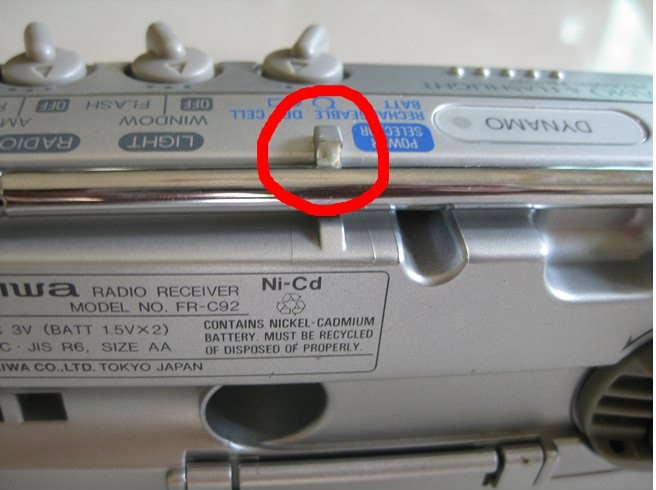 FLASHLIGHT
DYNAMO
POWER
SELECTOR
RECHARGEABLE
BATT
CELL
LIGHT
WINDOW
FLASH
OFF
RADIO
AM
OFF
iwa RADIO RECEIVER
MODEL NO. FR-C92
3V (BATT 1.5V×2)
C · JIS R6, SIZE AA
IWA CO.,LTD. TOKYO JAPAN
Ni-Cd
CONTAINS NICKEL-CADMIUM
BATTERY. MUST BE RECYCLED
OF DISPOSED OF PROPERLY.